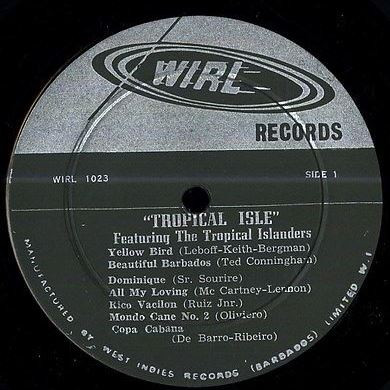 WIRL
RECORDS
WIRL 1023 SIDE 1
"TROPICAL ISLE"
Featuring The Tropical Islanders
Yellow Bird (Leboff-Keith-Bergman)
Beautiful Barbados (Ted Conningham)
Dominique (Sr. Sourire)
All My Loving (Mc Cartney-Lennon)
Kico Vacilon (Ruiz Jnr.)
Mondo Cane No. 2 (Oliviero)
Copa Cabana
(De Barro-Ribeiro)
MANUFACTURED BY WEST INDIES RECORDS (BARBADOS) LIMITED W.I.